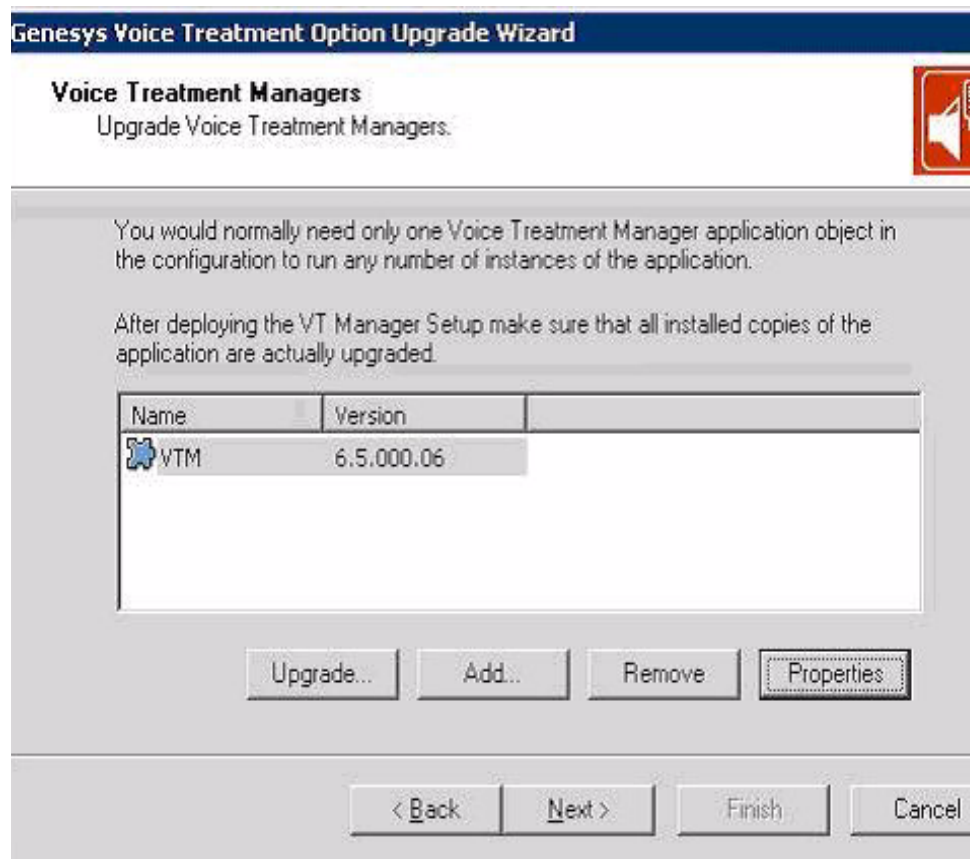 Genesys Voice Treatment Option Upgrade Wizard
Voice Treatment Managers
Upgrade Voice Treatment Managers.
You would normally need only one Voice Treatment Manager application object in
the configuration to run any number of instances of the application.
After deploying the VT Manager Setup make sure that all installed copies of the
application are actually upgraded.
Name Version
VTM 6.5.000.06
Upgrade... Add... Remove Properties
< Back Next > Finish Cancel